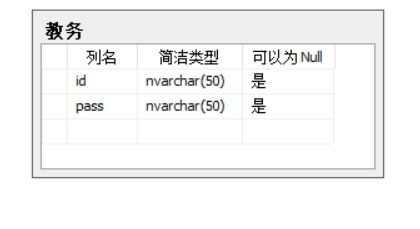 教务
列名 简洁类型 可以为 Null
id nvarchar(50) 是
pass nvarchar(50) 是